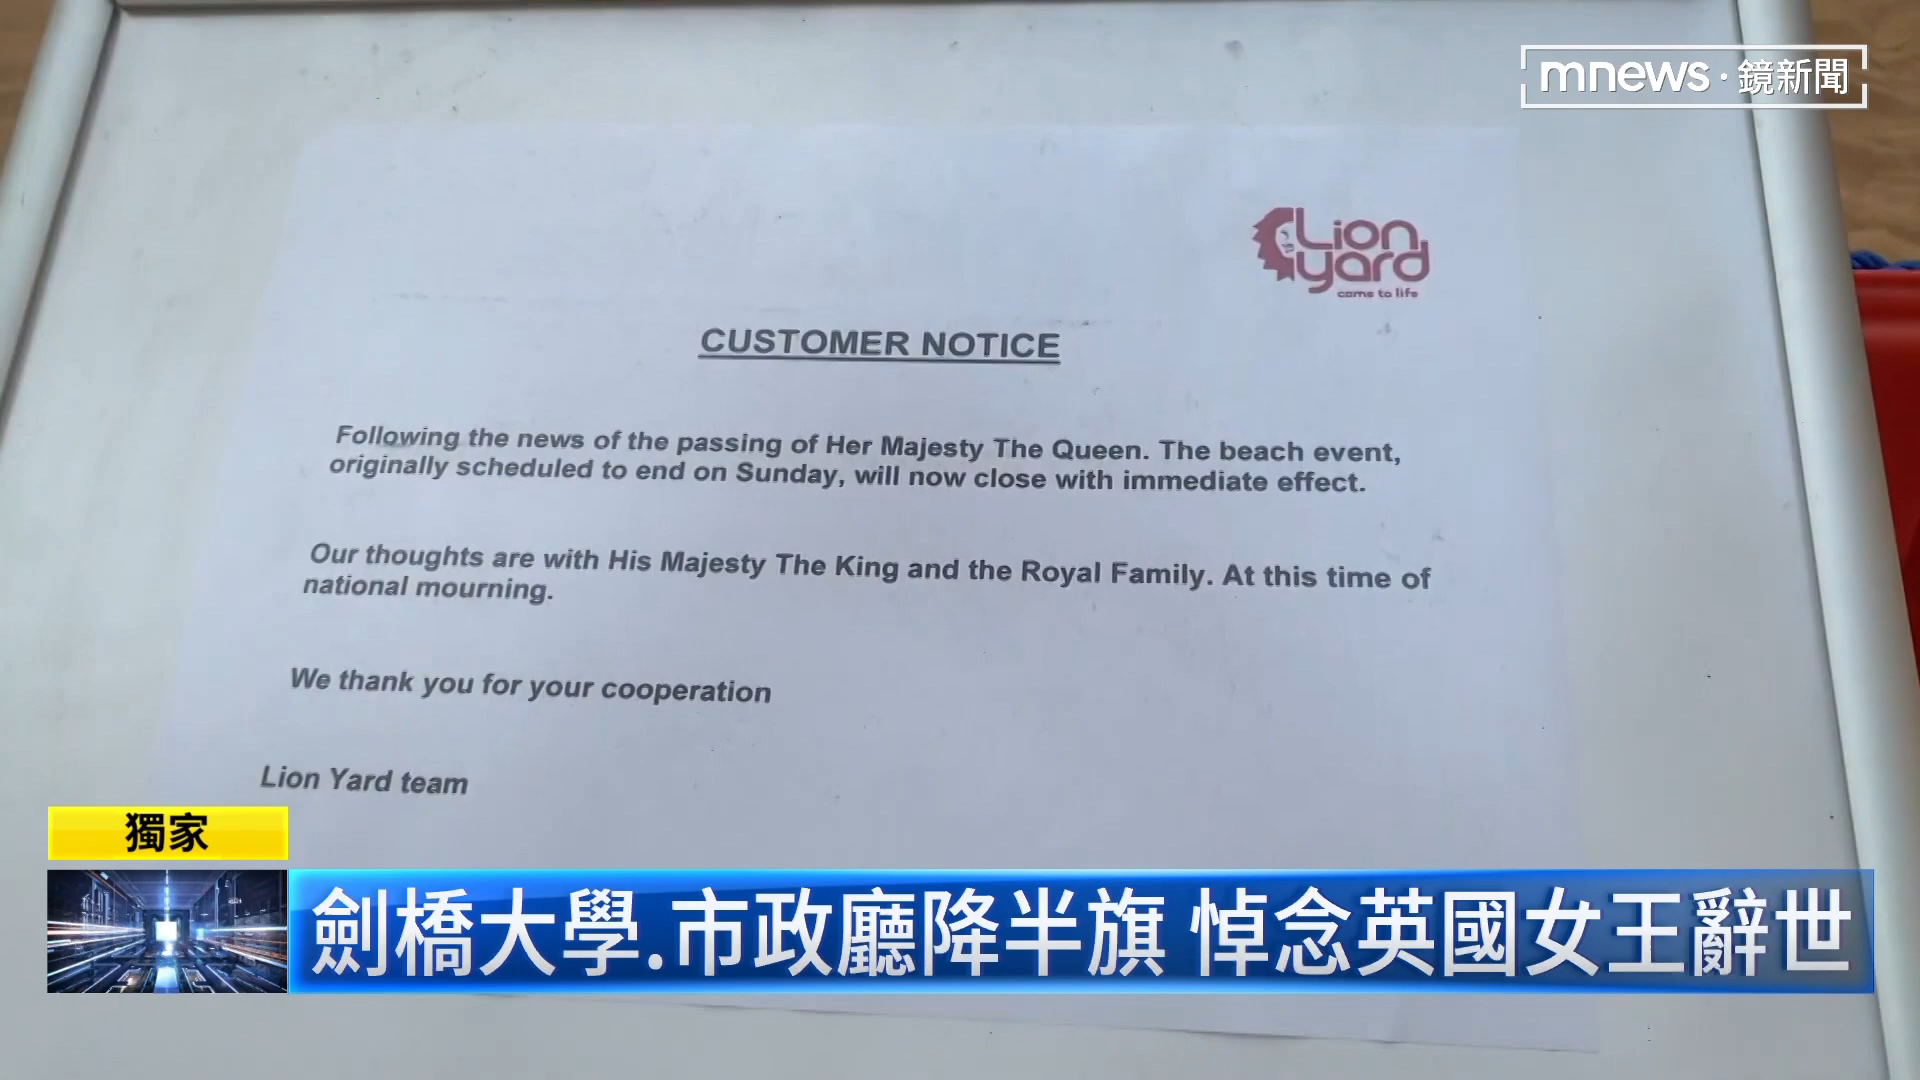 mnews·鏡新聞
Lion
yard
come to life
CUSTOMER NOTICE
Following the news of the passing of Her Majesty The Queen. The beach event,
originally scheduled to end on Sunday, will now close with immediate effect.
Our thoughts are with His Majesty The King and the Royal Family. At this time of
national mourning.
We thank you for your cooperation
Lion Yard team
獨家
劍橋大學.市政廳降半旗 悼念英國女王辭世